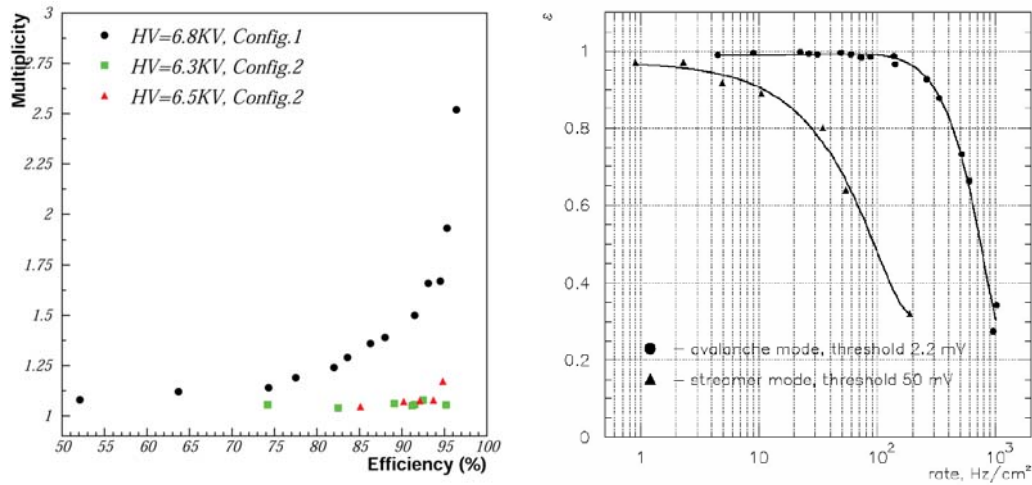 Multiplicity
3
2.75
2.5
2.25
2
1.75
1.5
1.25
1
HV=6.8KV, Config.1
HV=6.3KV, Config.2
HV=6.5KV, Config.2
50 55 60 65 70 75 80 85 90 95 100
Efficiency (%)
ε
1
0.8
0.6
0.4
0.2
0
– avalanche mode, threshold 2.2 mV
– streamer mode, threshold 50 mV
1 10 10² 10³
rate, Hz/cm²